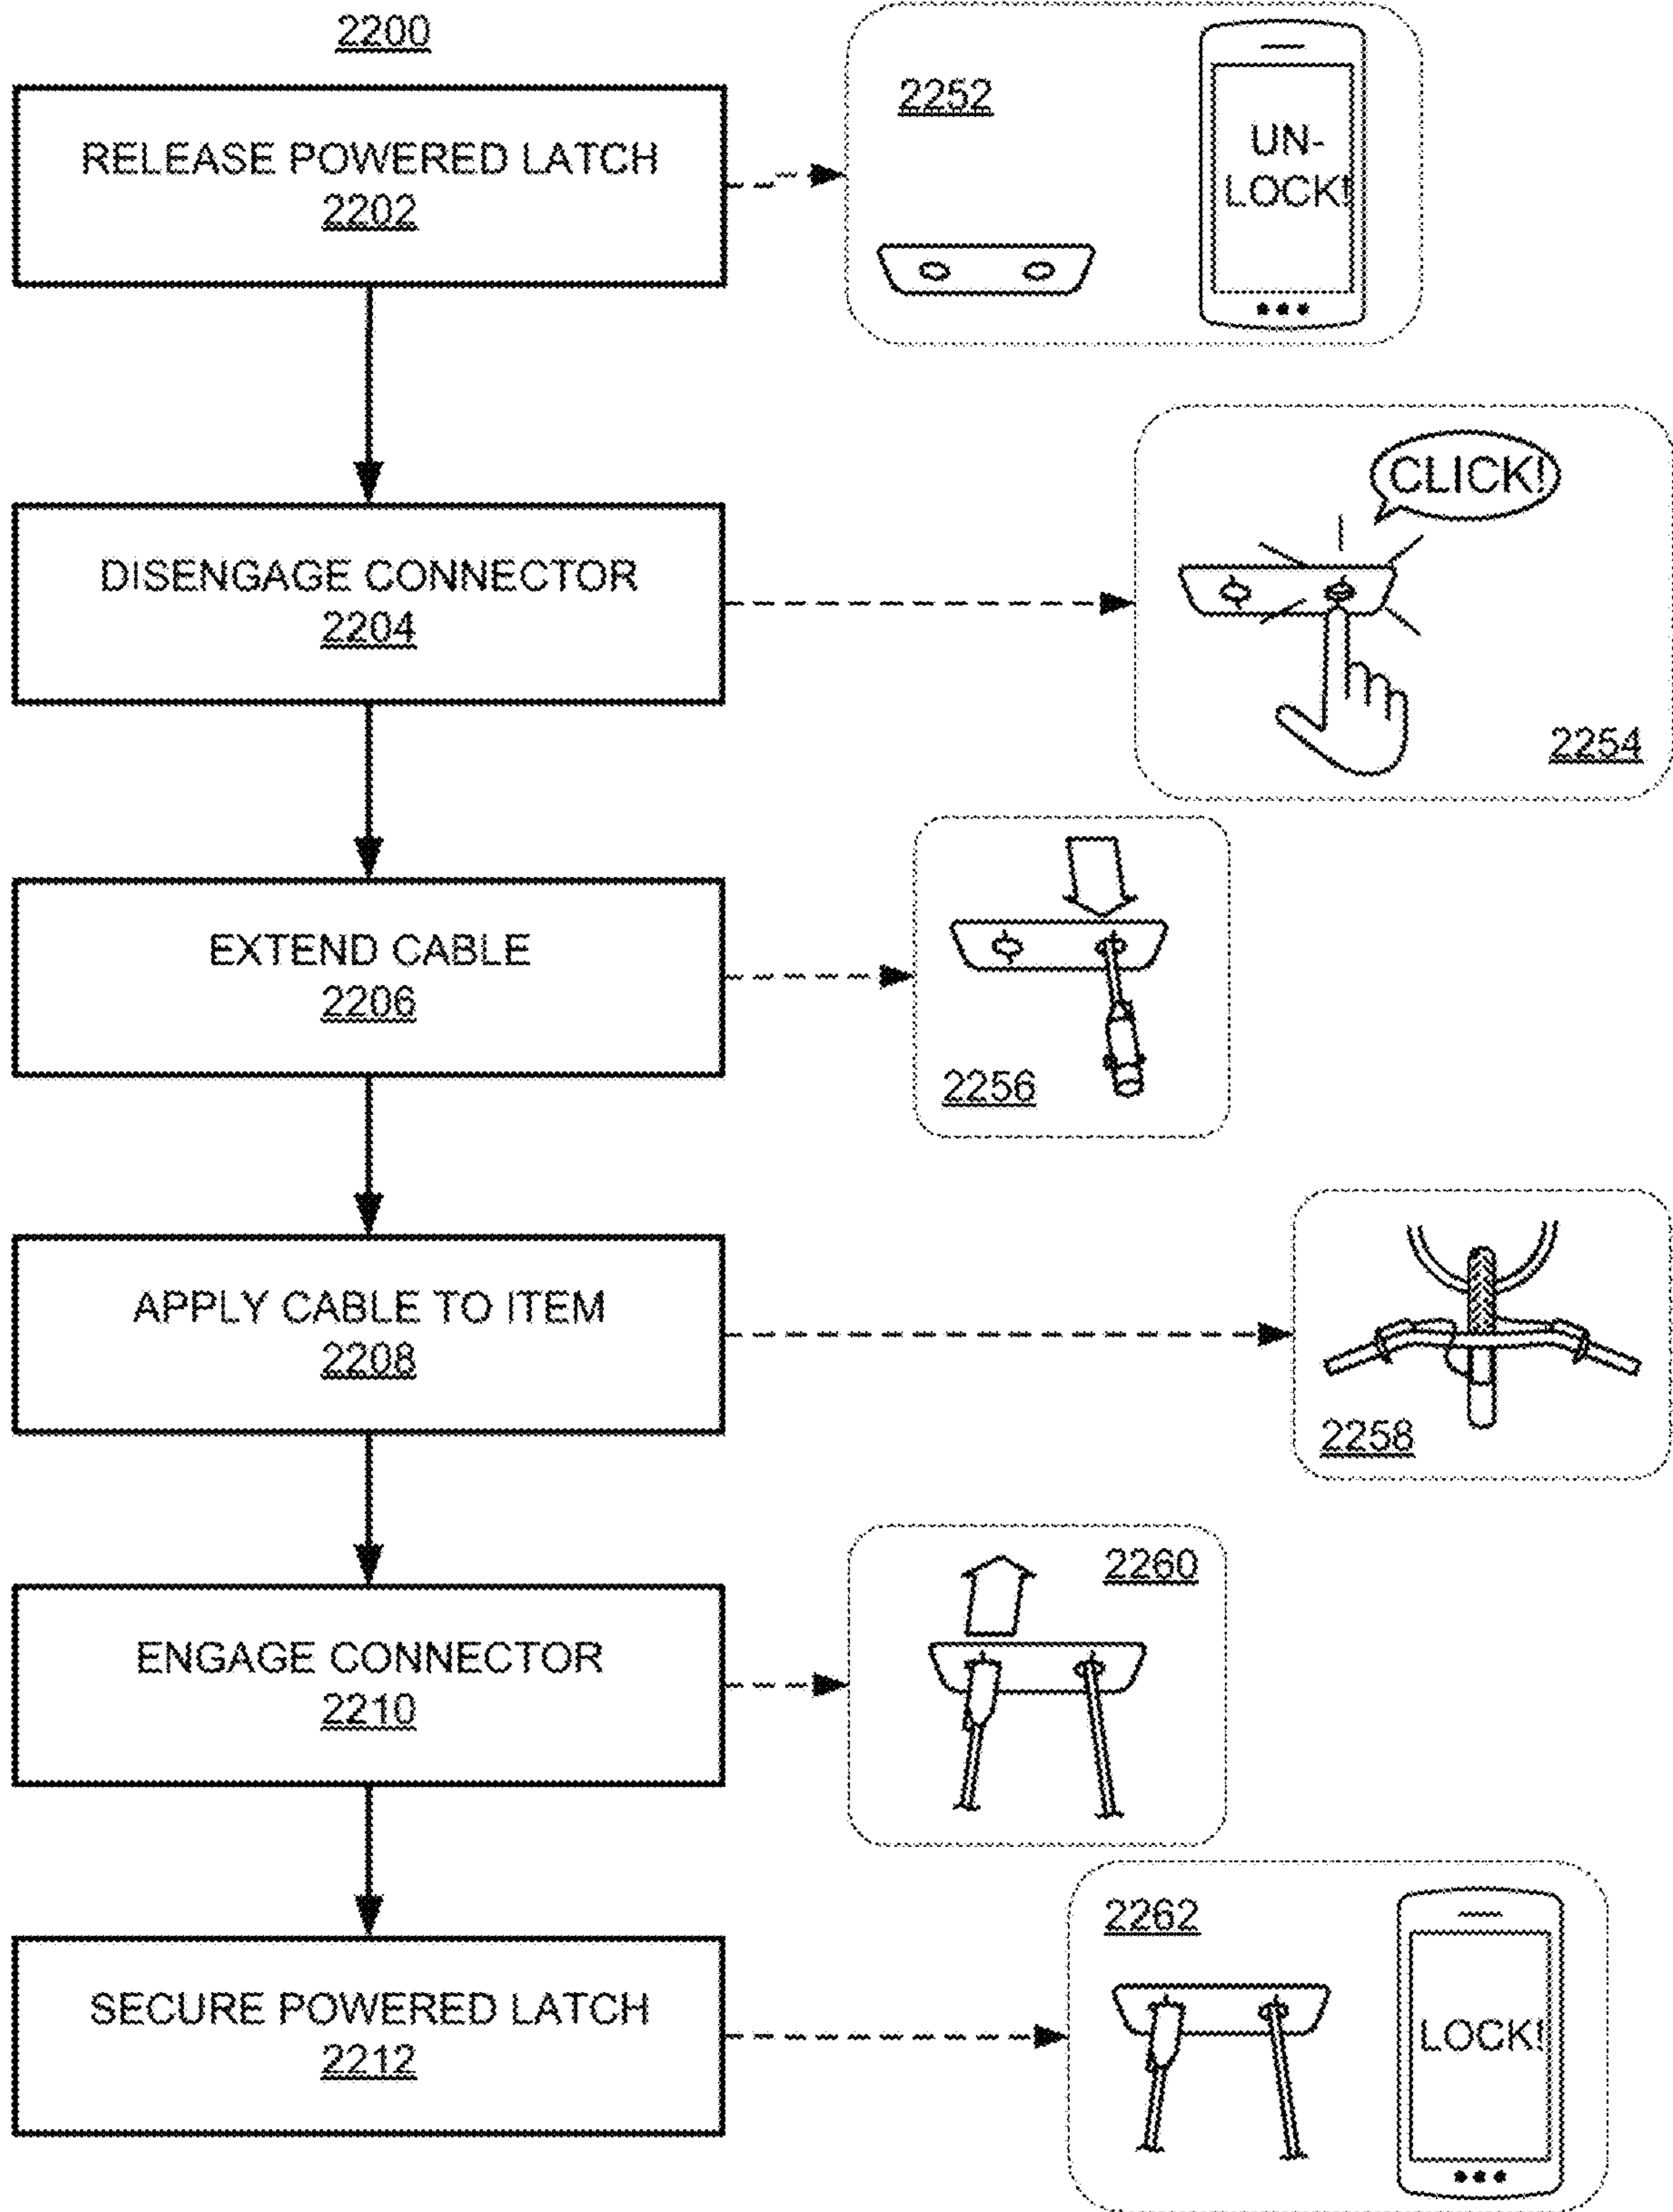 2200
RELEASE POWERED LATCH
2202
2252
UN-
LOCK!
DISENGAGE CONNECTOR
2204
CLICK!
2254
EXTEND CABLE
2206
2256
APPLY CABLE TO ITEM
2208
2258
ENGAGE CONNECTOR
2210
2260
SECURE POWERED LATCH
2212
2262
LOCK!